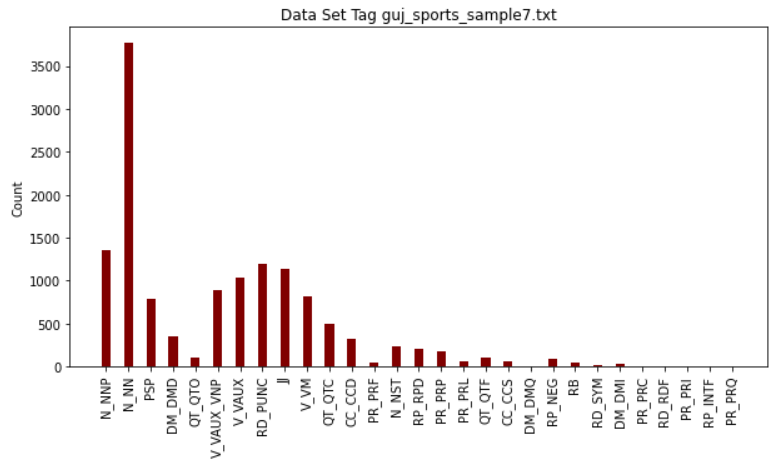 Data Set Tag guj_sports_sample7.txt
Count
3500
3000
2500
2000
1500
1000
500
0
N_NNP
N_NN
PSP
DM_DMD
QT_QTO
V_VAUX_VNP
V_VAUX
RD_PUNC
JJ
V_VM
QT_QTC
CC_CCD
PR_PRF
N_NST
RP_RPD
PR_PRP
PR_PRL
QT_QTF
CC_CCS
DM_DMQ
RP_NEG
RB
RD_SYM
DM_DMI
PR_PRC
RD_RDF
PR_PRI
RP_INTF
PR_PRQ